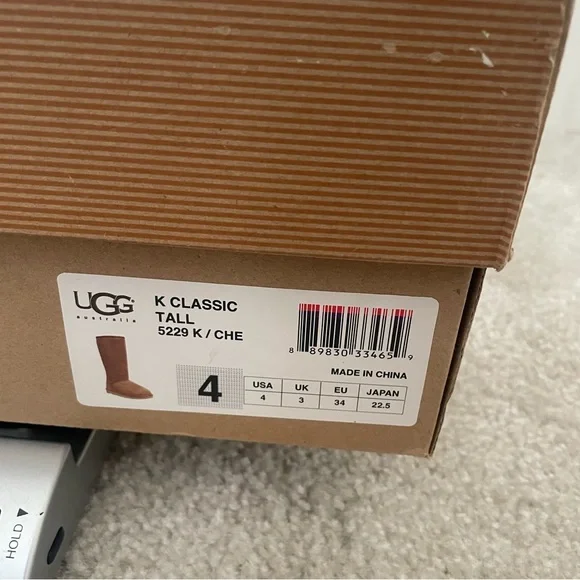 UGG
australia
K CLASSIC
TALL
5229 K / CHE
8 89830 33465 9
MADE IN CHINA
4
USA UK EU JAPAN
4 3 34 22.5
HOLD ▶